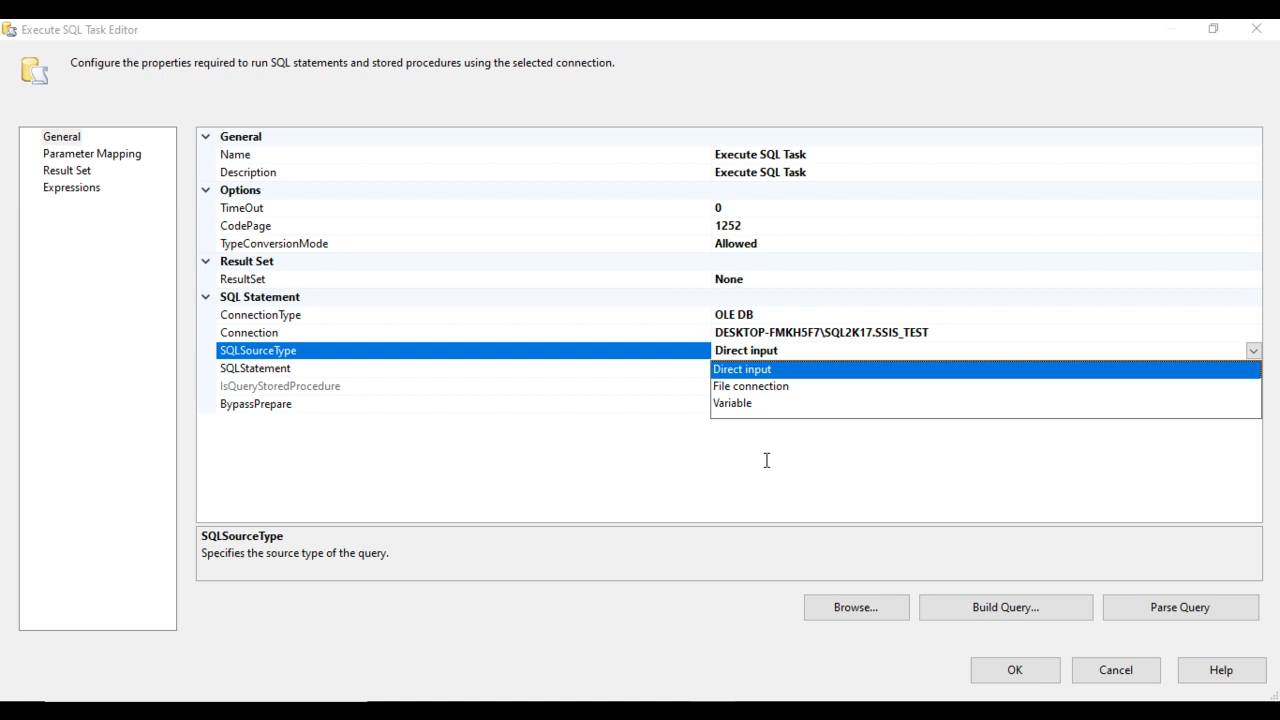 Execute SQL Task Editor
Configure the properties required to run SQL statements and stored procedures using the selected connection.
General
Parameter Mapping
Result Set
Expressions
General
Name Execute SQL Task
Description Execute SQL Task
Options
TimeOut 0
CodePage 1252
TypeConversionMode Allowed
Result Set
ResultSet None
SQL Statement
ConnectionType OLE DB
Connection DESKTOP-FMKH5F7\SQL2K17.SSIS_TEST
SQLSourceType Direct input
SQLStatement Direct input
IsQueryStoredProcedure File connection
BypassPrepare Variable
SQLSourceType
Specifies the source type of the query.
Browse... Build Query... Parse Query
OK Cancel Help